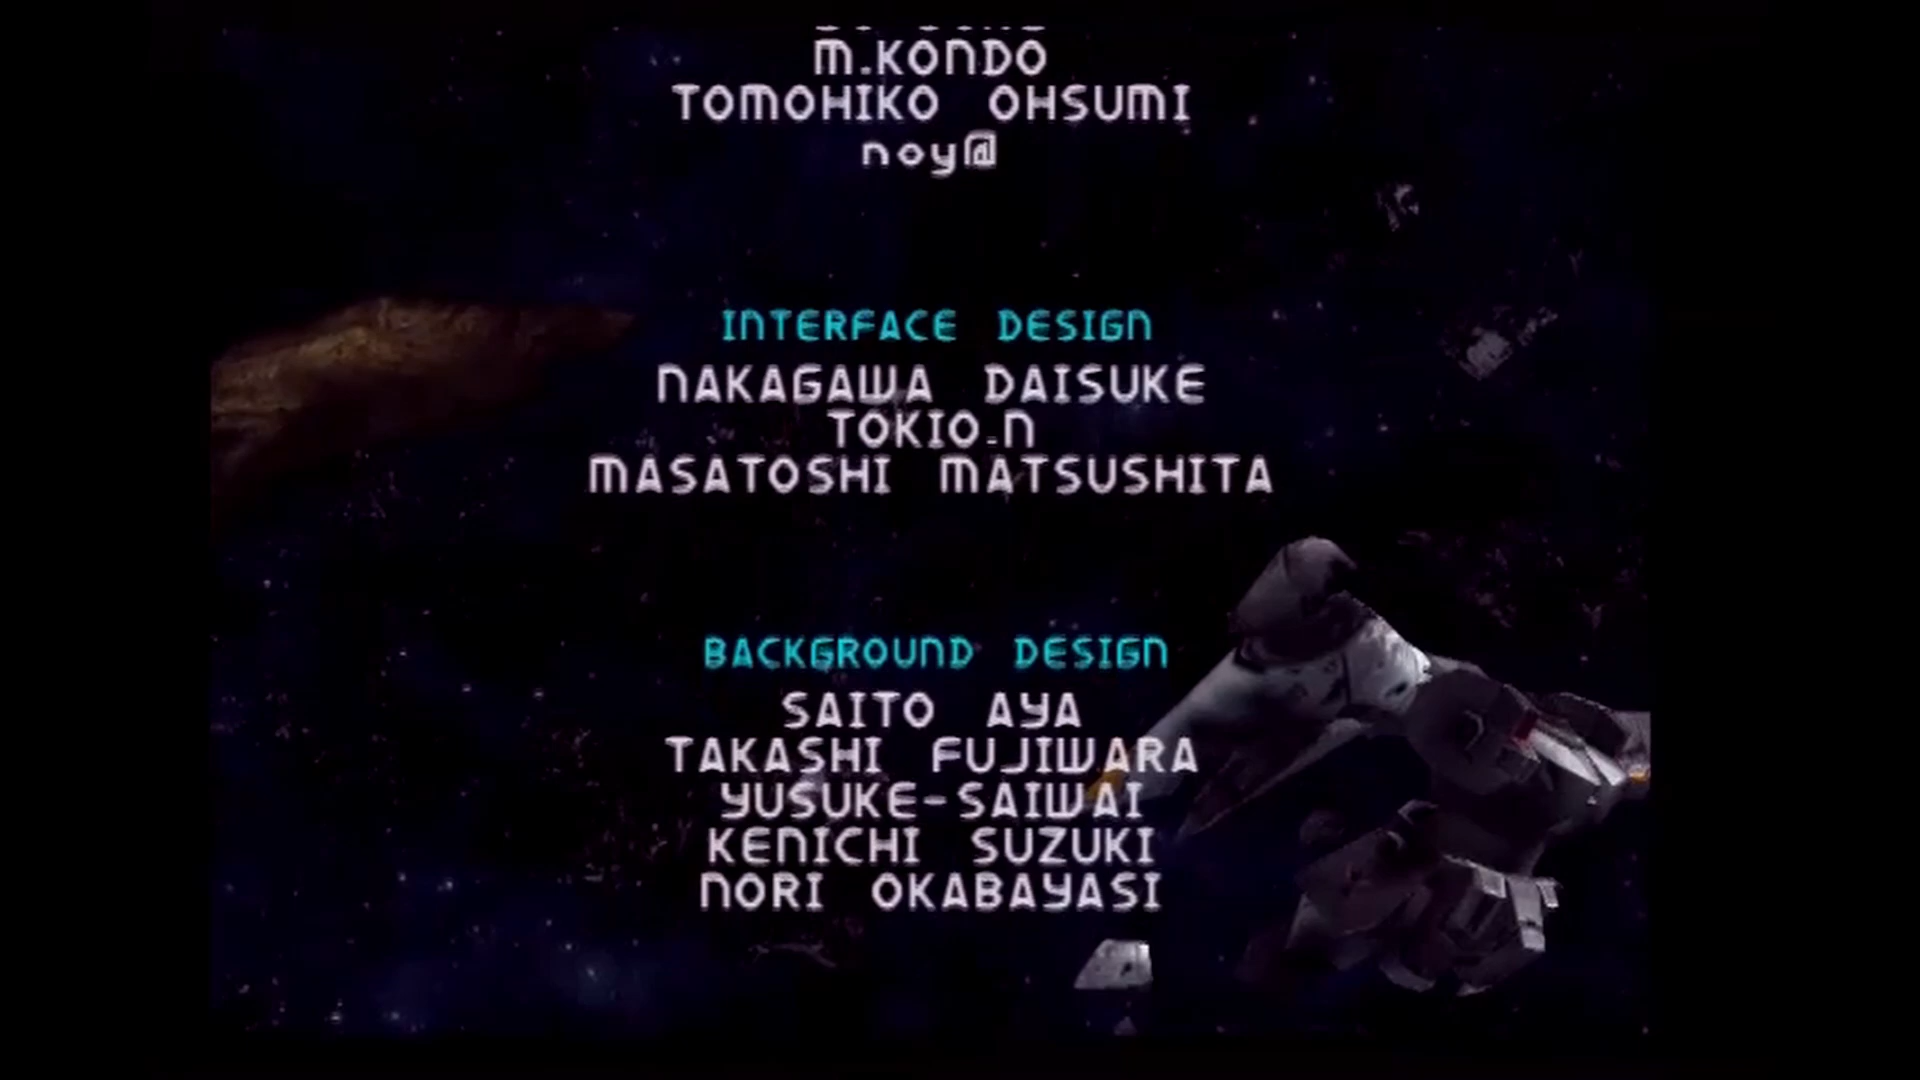 M.KONDO
TOMOHIKO OHSUMI
noy@
INTERFACE DESIGN
NAKAGAWA DAISUKE
TOKIO.N
MASATOSHI MATSUSHITA
BACKGROUND DESIGN
SAITO AYA
TAKASHI FUJIWARA
YUSUKE-SAIWAI
KENICHI SUZUKI
NORI OKABAYASI